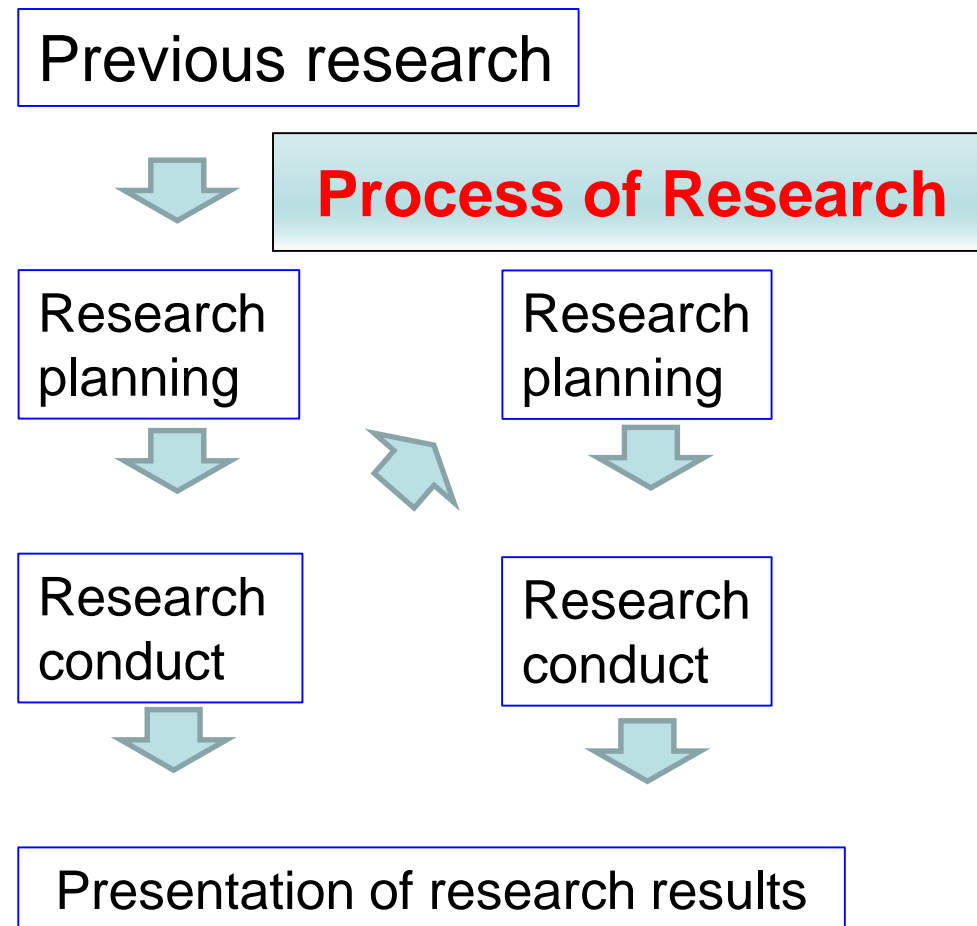 Previous research
Process of Research
Research
planning
Research
planning
Research
conduct
Research
conduct
Presentation of research results